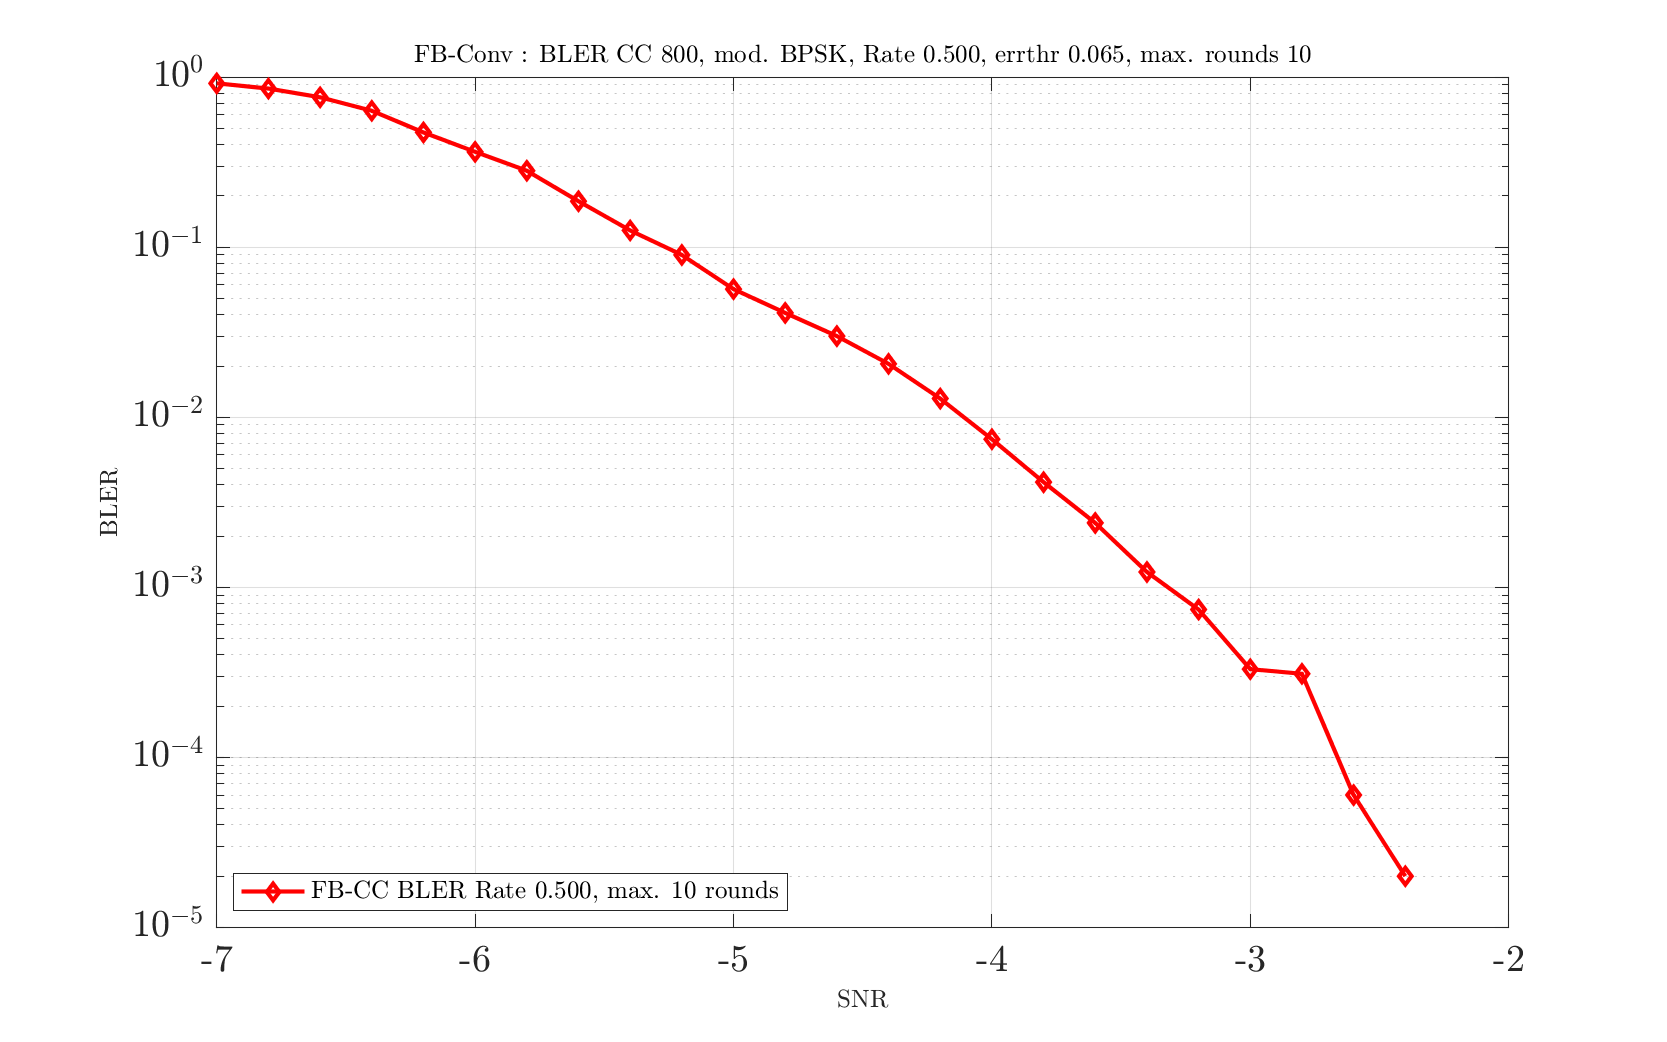 FB-Conv : BLER CC 800, mod. BPSK, Rate 0.500, errthr 0.065, max. rounds 10
10^0
10^-1
10^-2
10^-3
10^-4
10^-5
BLER
FB-CC BLER Rate 0.500, max. 10 rounds
-7 -6 -5 -4 -3 -2
SNR